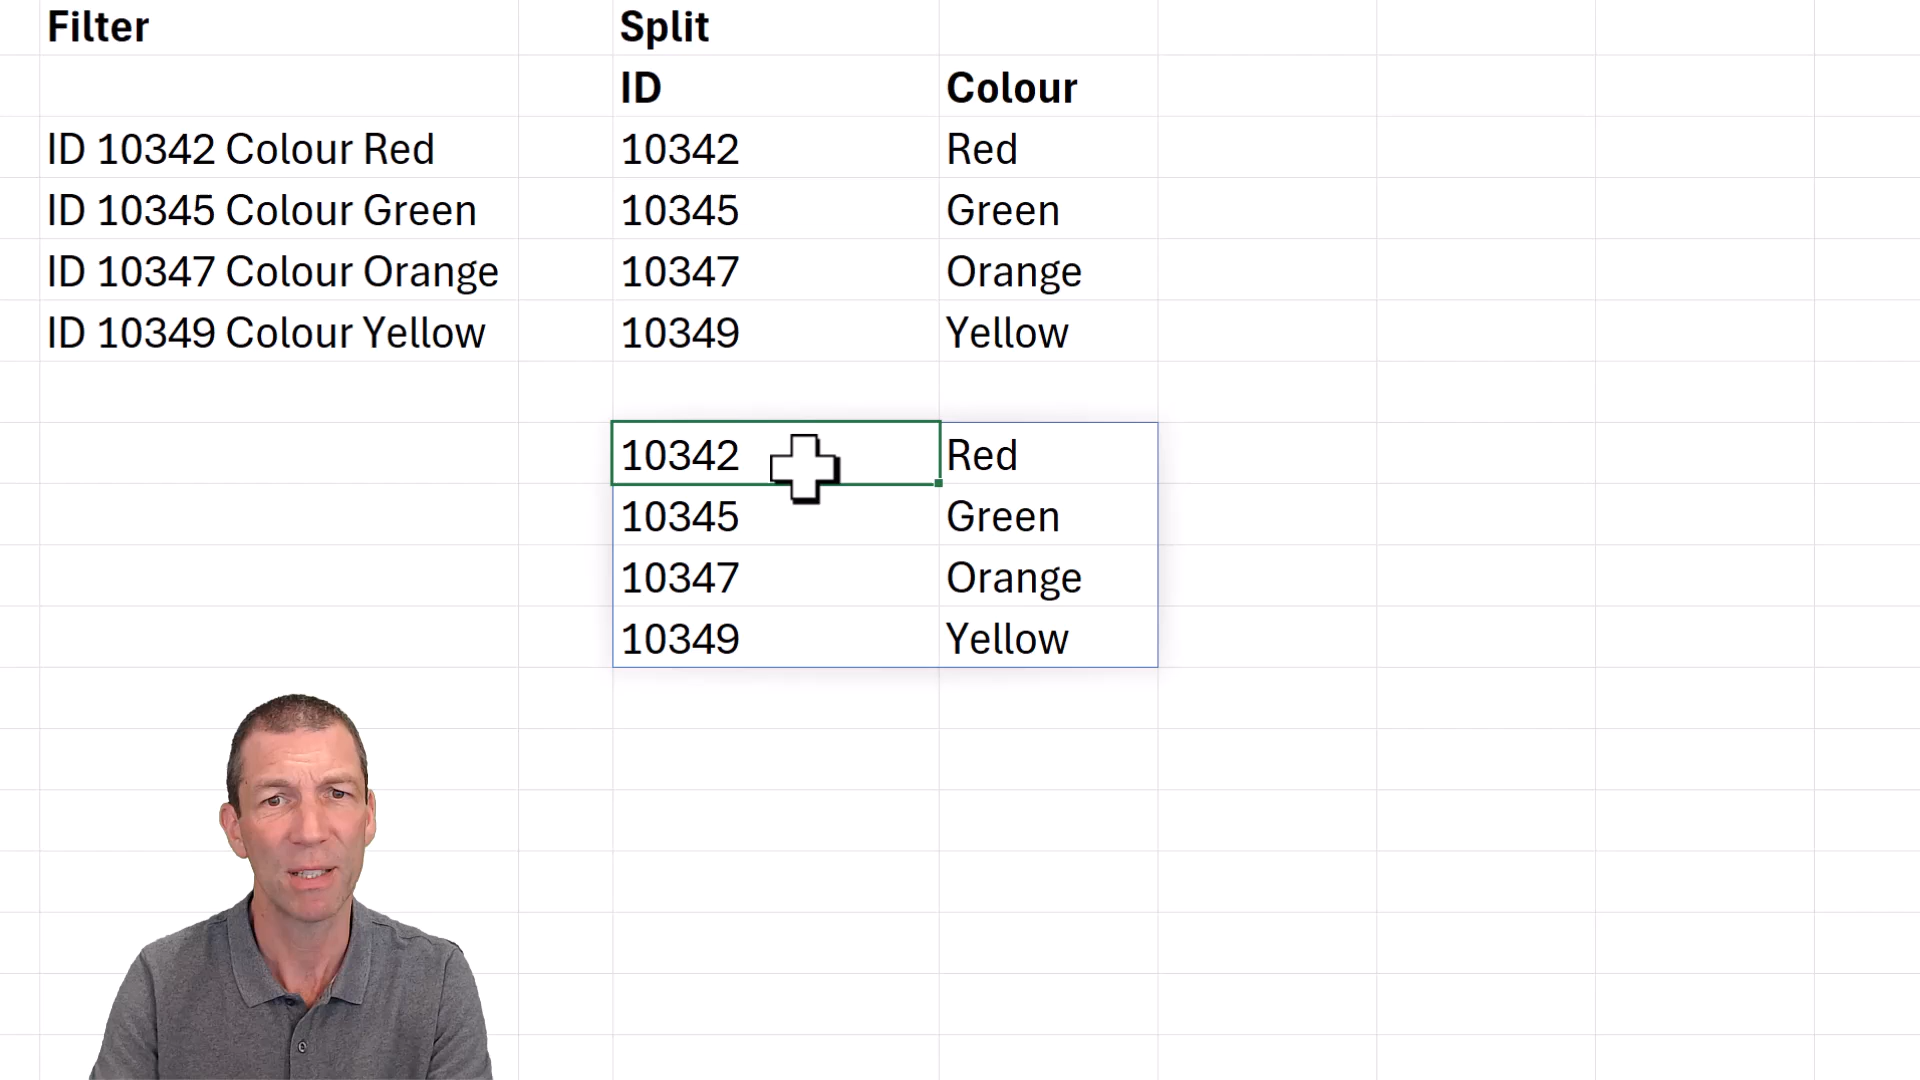 Filter Split
ID Colour
ID 10342 Colour Red 10342 Red
ID 10345 Colour Green 10345 Green
ID 10347 Colour Orange 10347 Orange
ID 10349 Colour Yellow 10349 Yellow
10342 Red
10345 Green
10347 Orange
10349 Yellow